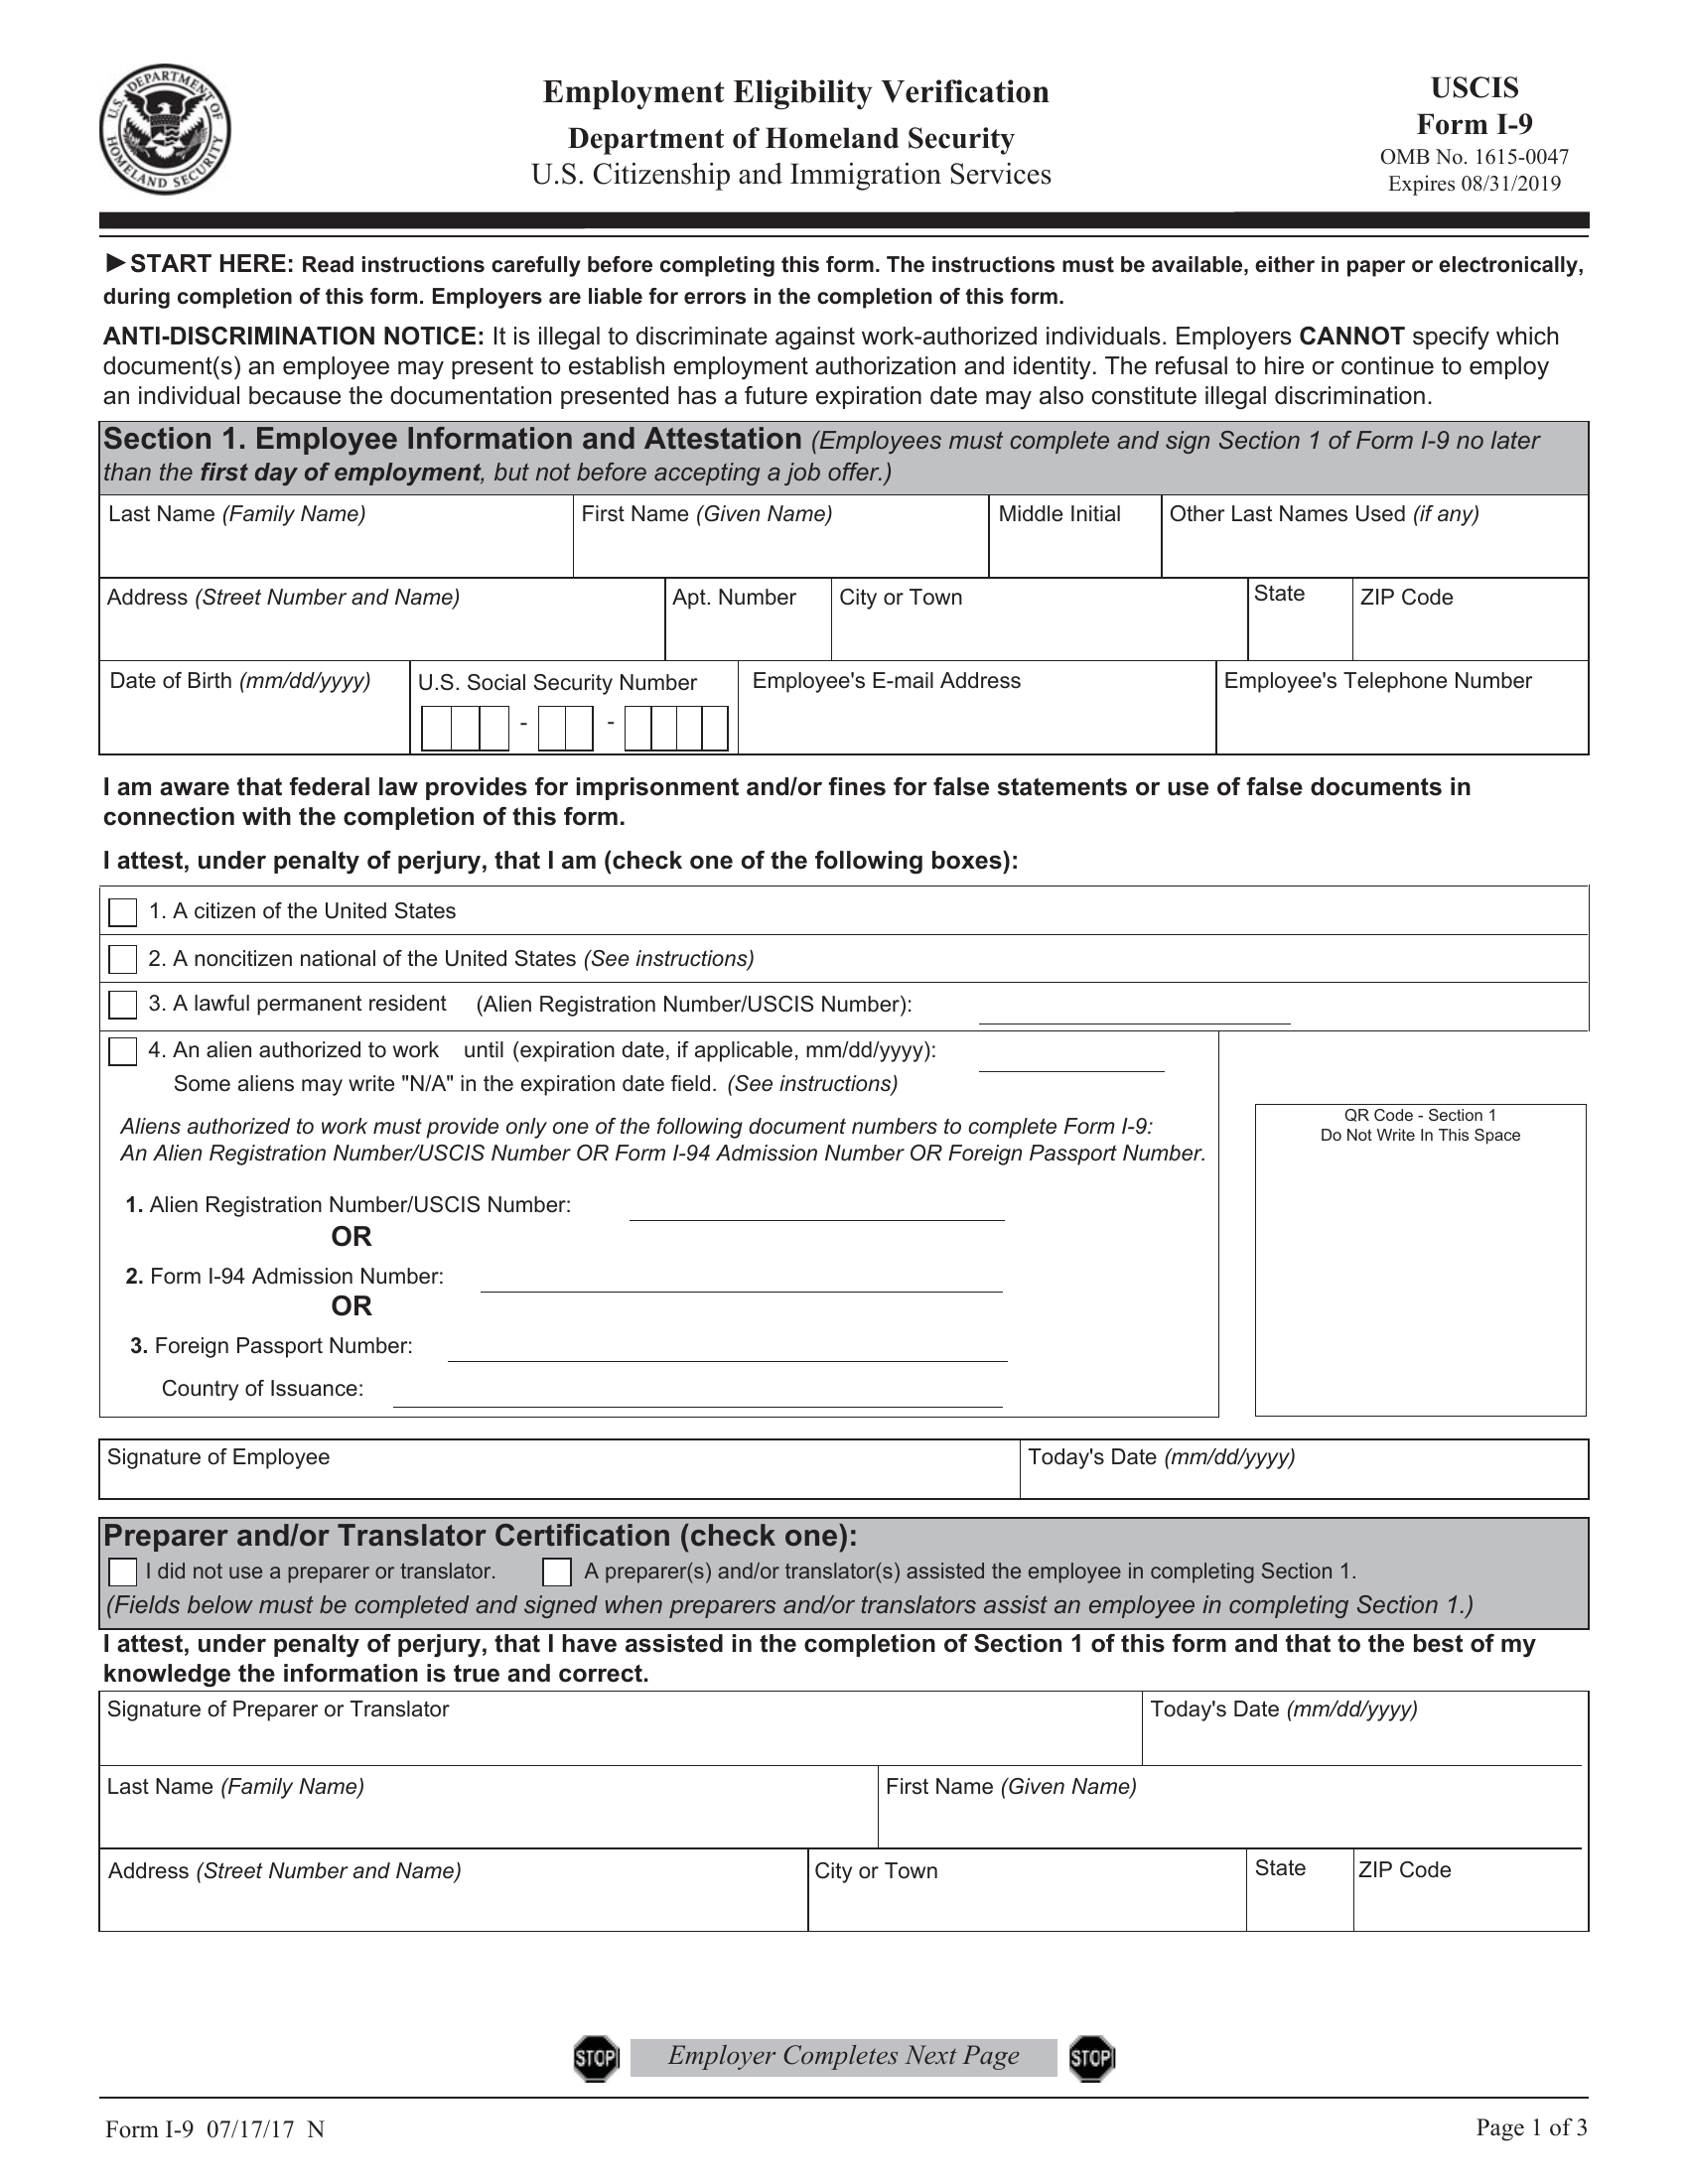 U.S. DEPARTMENT OF HOMELAND SECURITY
Employment Eligibility Verification
Department of Homeland Security
U.S. Citizenship and Immigration Services
USCIS
Form I-9
OMB No. 1615-0047
Expires 08/31/2019
►START HERE: Read instructions carefully before completing this form. The instructions must be available, either in paper or electronically,
during completion of this form. Employers are liable for errors in the completion of this form.
ANTI-DISCRIMINATION NOTICE: It is illegal to discriminate against work-authorized individuals. Employers CANNOT specify which
document(s) an employee may present to establish employment authorization and identity. The refusal to hire or continue to employ
an individual because the documentation presented has a future expiration date may also constitute illegal discrimination.
Section 1. Employee Information and Attestation (Employees must complete and sign Section 1 of Form I-9 no later
than the first day of employment, but not before accepting a job offer.)
Last Name (Family Name) First Name (Given Name) Middle Initial Other Last Names Used (if any)
Address (Street Number and Name) Apt. Number City or Town State ZIP Code
Date of Birth (mm/dd/yyyy) U.S. Social Security Number Employee's E-mail Address Employee's Telephone Number
- -
I am aware that federal law provides for imprisonment and/or fines for false statements or use of false documents in
connection with the completion of this form.
I attest, under penalty of perjury, that I am (check one of the following boxes):
1. A citizen of the United States
2. A noncitizen national of the United States (See instructions)
3. A lawful permanent resident (Alien Registration Number/USCIS Number):
4. An alien authorized to work until (expiration date, if applicable, mm/dd/yyyy):
Some aliens may write "N/A" in the expiration date field. (See instructions)
Aliens authorized to work must provide only one of the following document numbers to complete Form I-9:
An Alien Registration Number/USCIS Number OR Form I-94 Admission Number OR Foreign Passport Number.
1. Alien Registration Number/USCIS Number:
OR
2. Form I-94 Admission Number:
OR
3. Foreign Passport Number:
Country of Issuance:
QR Code - Section 1
Do Not Write In This Space
Signature of Employee Today's Date (mm/dd/yyyy)
Preparer and/or Translator Certification (check one):
I did not use a preparer or translator. A preparer(s) and/or translator(s) assisted the employee in completing Section 1.
(Fields below must be completed and signed when preparers and/or translators assist an employee in completing Section 1.)
I attest, under penalty of perjury, that I have assisted in the completion of Section 1 of this form and that to the best of my
knowledge the information is true and correct.
Signature of Preparer or Translator Today's Date (mm/dd/yyyy)
Last Name (Family Name) First Name (Given Name)
Address (Street Number and Name) City or Town State ZIP Code
STOP Employer Completes Next Page STOP
Form I-9 07/17/17 N Page 1 of 3